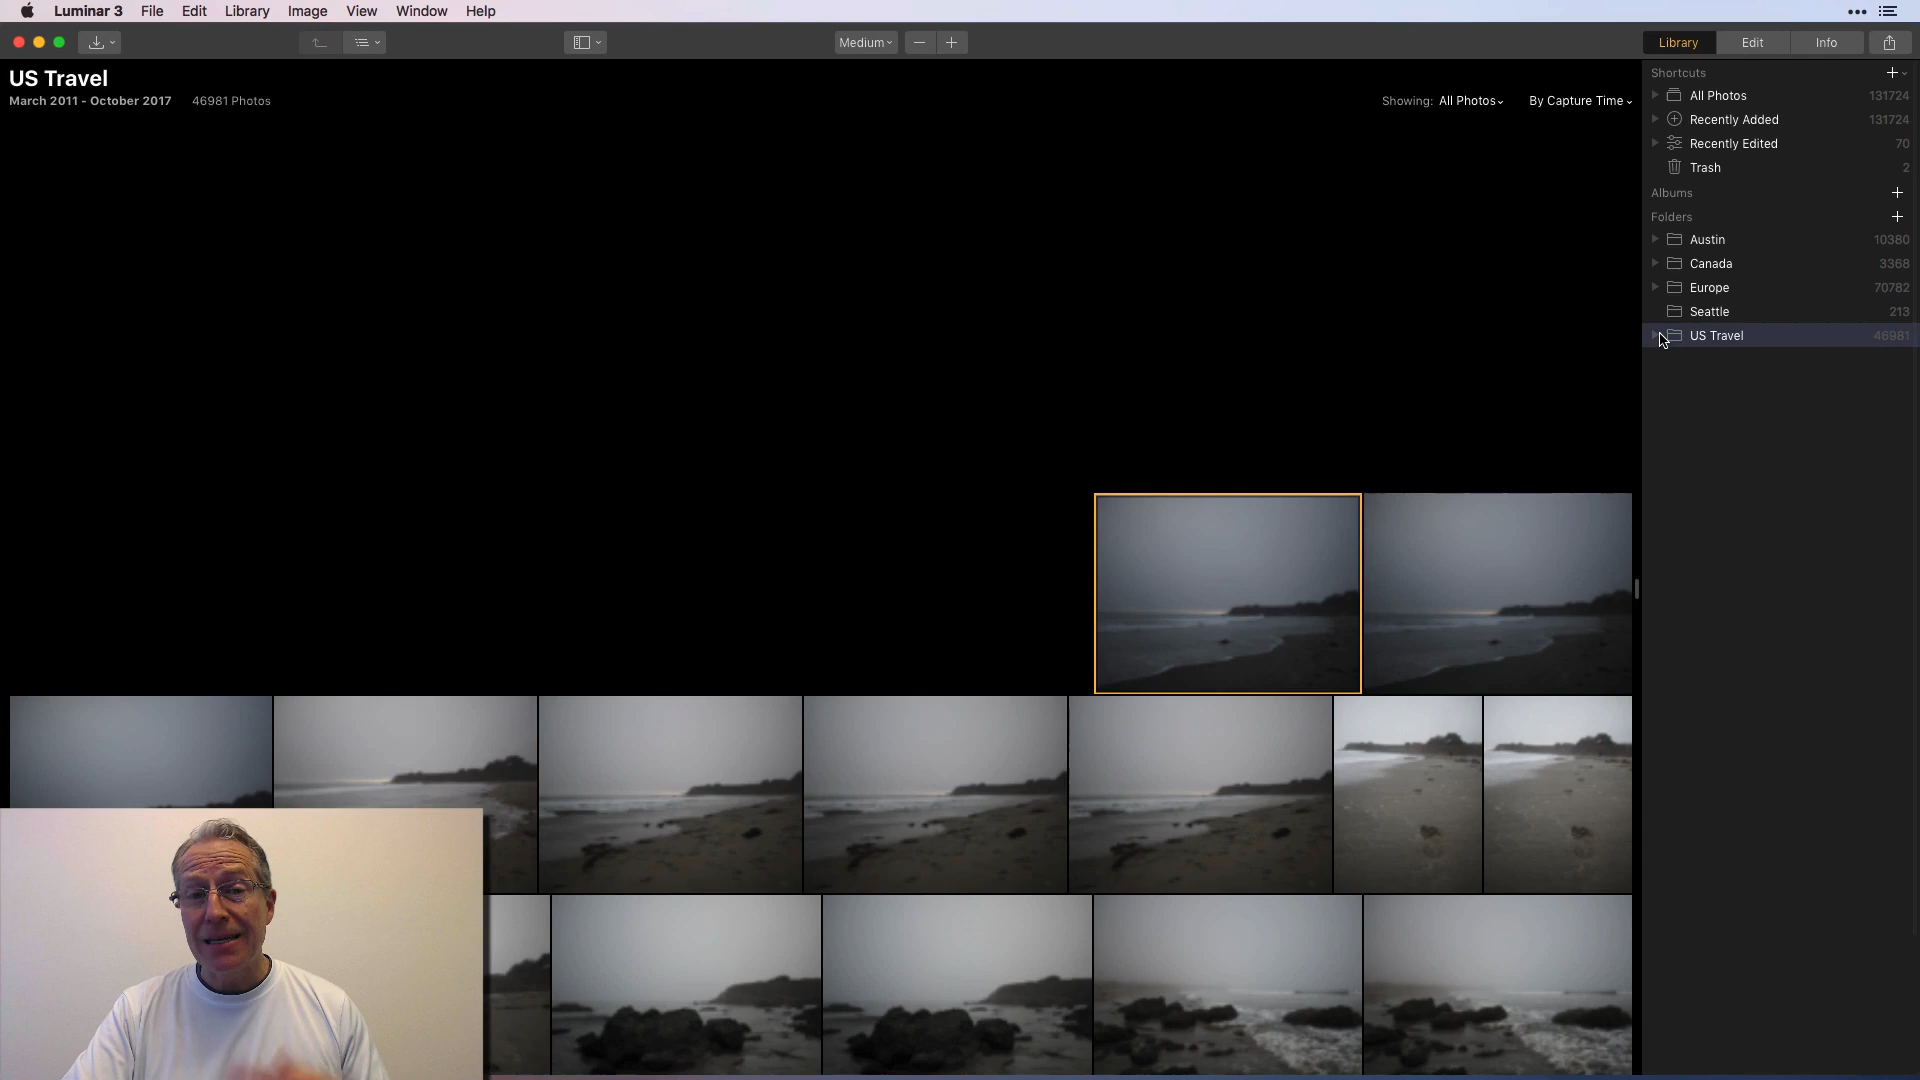 Luminar 3 File Edit Library Image View Window Help
Medium
Library Edit Info
US Travel
March 2011 - October 2017 46981 Photos
Showing: All Photos By Capture Time
Shortcuts
All Photos 131724
Recently Added 131724
Recently Edited 70
Trash 2
Albums
Folders
Austin 10380
Canada 3368
Europe 70782
Seattle 213
US Travel 46981